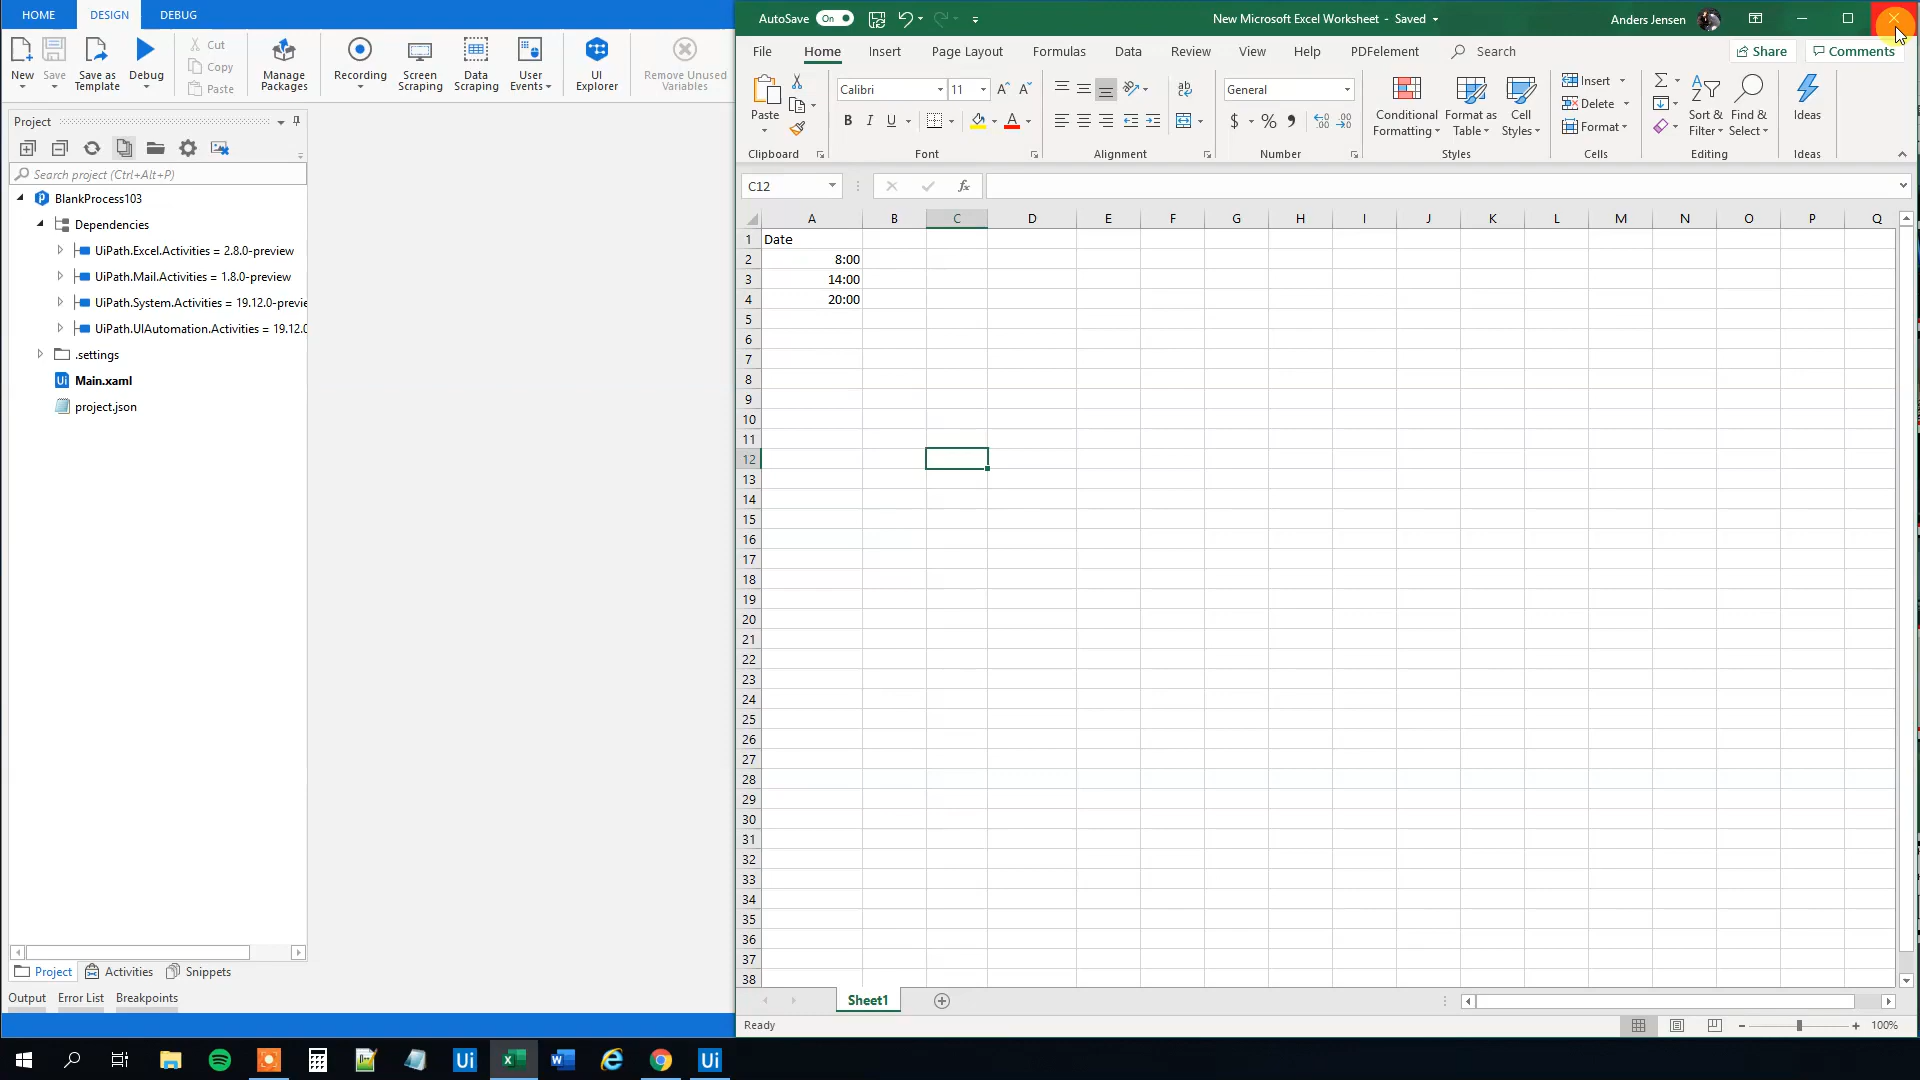 HOME DESIGN DEBUG
New Save Save as Template Debug
Cut
Copy
Paste
Manage Packages
Recording
Screen Scraping
Data Scraping
User Events
UI Explorer
Remove Unused Variables
Project
Search project (Ctrl+Alt+P)
BlankProcess103
Dependencies
UiPath.Excel.Activities = 2.8.0-preview
UiPath.Mail.Activities = 1.8.0-preview
UiPath.System.Activities = 19.12.0-previe
UiPath.UIAutomation.Activities = 19.12.0
.settings
Main.xaml
project.json
Project Activities Snippets
Output Error List Breakpoints
AutoSave On
New Microsoft Excel Worksheet - Saved
Anders Jensen
File Home Insert Page Layout Formulas Data Review View Help PDFelement Search
Share Comments
Paste
Calibri 11
B I U
General
$ % 9
Conditional Formatting
Format as Table
Cell Styles
Insert
Delete
Format
Sort & Filter
Find & Select
Ideas
Clipboard Font Alignment Number Styles Cells Editing Ideas
C12
fx
A B C D E F G H I J K L M N O P Q
1 Date
2 8:00
3 14:00
4 20:00
5
6
7
8
9
10
11
12
13
14
15
16
17
18
19
20
21
22
23
24
25
26
27
28
29
30
31
32
33
34
35
36
37
38
Sheet1
Ready
100%